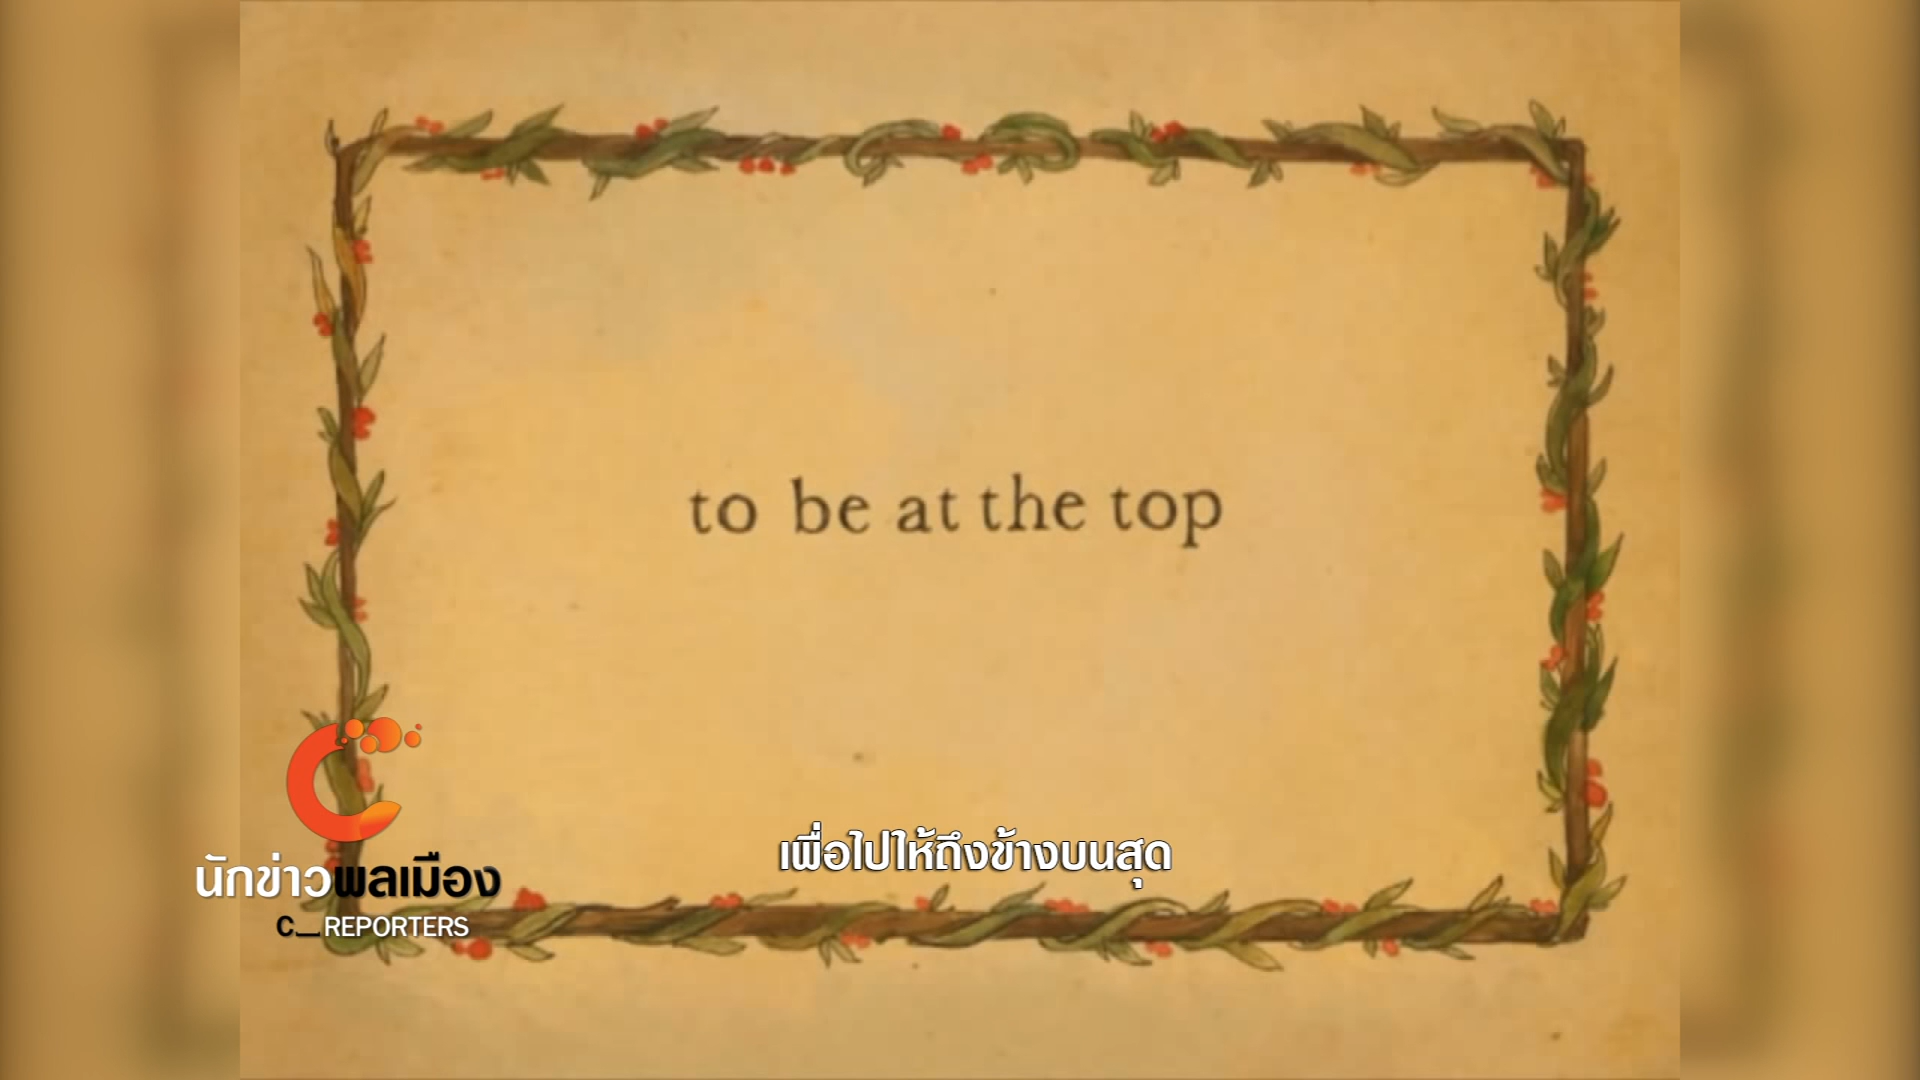 to be at the top
เพื่อไปให้ถึงข้างบนสุด
นักข่าวพลเมือง
C_REPORTERS